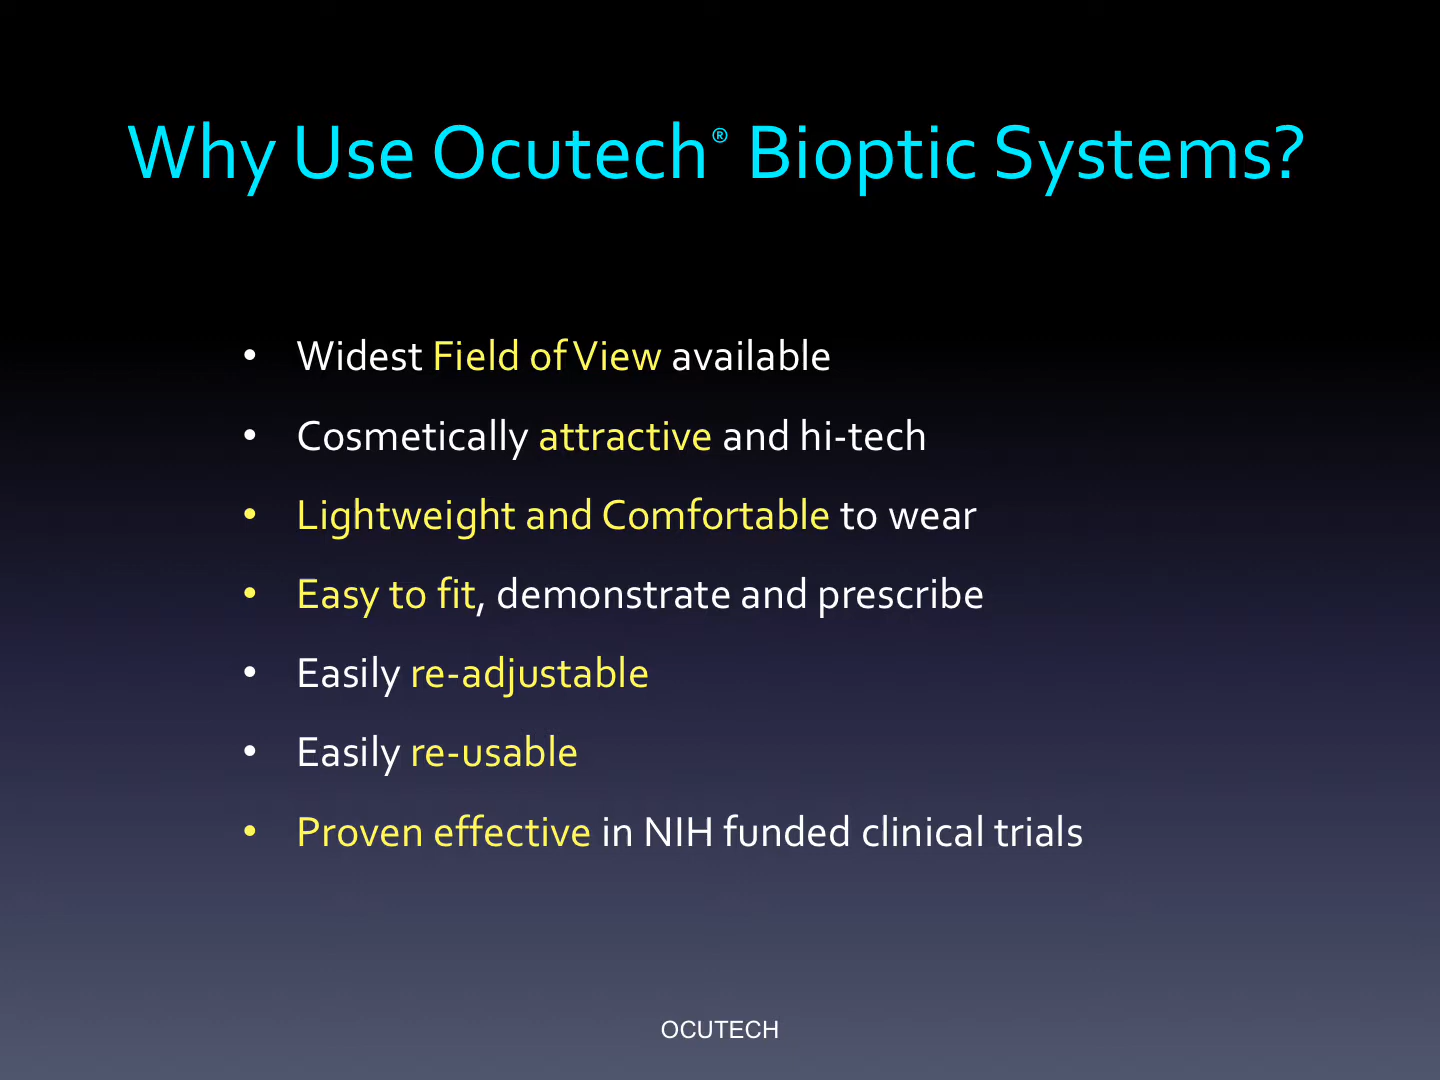 Why Use Ocutech® Bioptic Systems?
• Widest Field of View available
• Cosmetically attractive and hi-tech
• Lightweight and Comfortable to wear
• Easy to fit, demonstrate and prescribe
• Easily re-adjustable
• Easily re-usable
• Proven effective in NIH funded clinical trials
OCUTECH